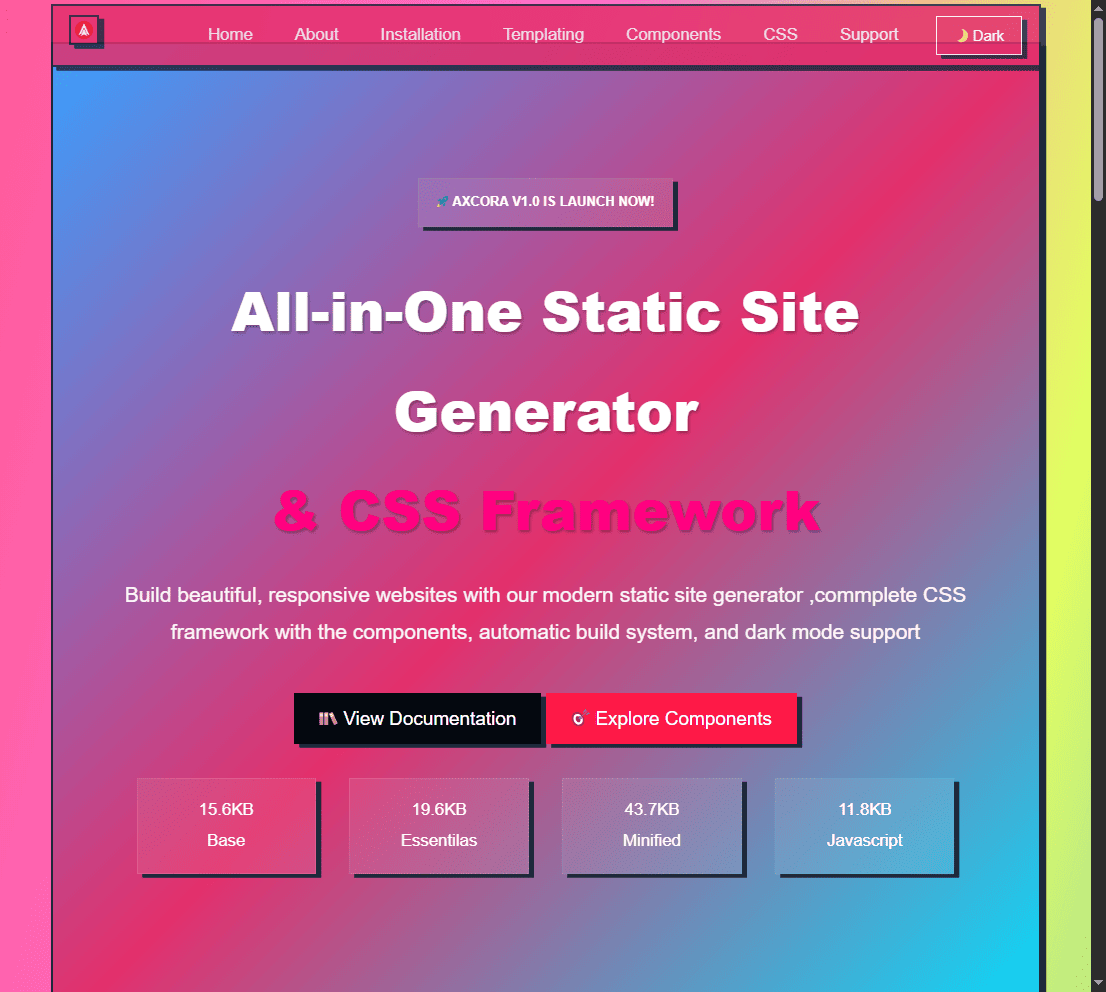 Home About Installation Templating Components CSS Support 🌙 Dark
🚀 AXCORA V1.0 IS LAUNCH NOW!
All-in-One Static Site
Generator
& CSS Framework
Build beautiful, responsive websites with our modern static site generator ,commplete CSS
framework with the components, automatic build system, and dark mode support
📚 View Documentation 🎯 Explore Components
15.6KB 19.6KB 43.7KB 11.8KB
Base Essentilas Minified Javascript